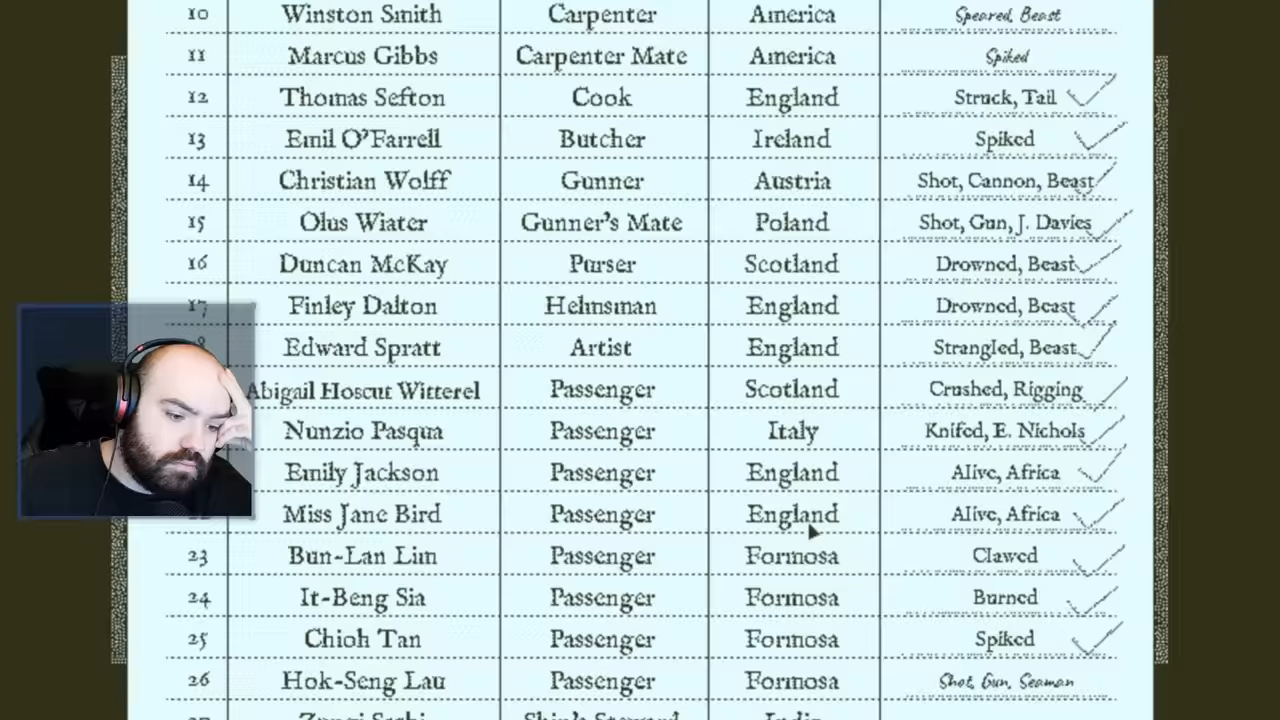 10 Winston Smith Carpenter America Speared, Beast
11 Marcus Gibbs Carpenter Mate America Spiked
12 Thomas Sefton Cook England Struck, Tail
13 Emil O'Farrell Butcher Ireland Spiked
14 Christian Wolff Gunner Austria Shot, Cannon, Beast
15 Olus Wiater Gunner's Mate Poland Shot, Gun, J. Davies
16 Duncan McKay Purser Scotland Drowned, Beast
17 Finley Dalton Helmsman England Drowned, Beast
8 Edward Spratt Artist England Strangled, Beast
Abigail Hoscut Witterel Passenger Scotland Crushed, Rigging
Nunzio Pasqua Passenger Italy Knifed, E. Nichols
Emily Jackson Passenger England Alive, Africa
Miss Jane Bird Passenger England Alive, Africa
23 Bun-Lan Lim Passenger Formosa Clawed
24 It-Beng Sia Passenger Formosa Burned
25 Chioh Tan Passenger Formosa Spiked
26 Hok-Seng Lau Passenger Formosa Shot, Gun, Seaman